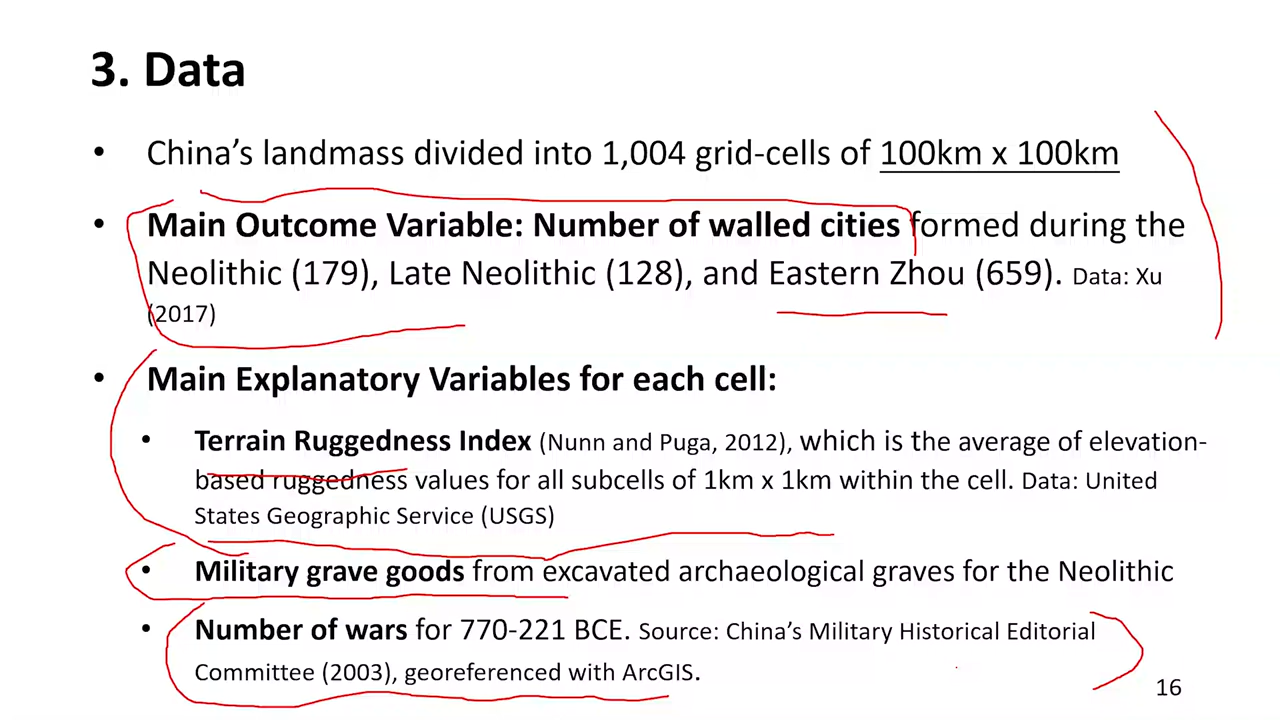 3. Data
• China’s landmass divided into 1,004 grid-cells of 100km x 100km
• Main Outcome Variable: Number of walled cities formed during the
Neolithic (179), Late Neolithic (128), and Eastern Zhou (659). Data: Xu
(2017)
• Main Explanatory Variables for each cell:
• Terrain Ruggedness Index (Nunn and Puga, 2012), which is the average of elevation-
based ruggedness values for all subcells of 1km x 1km within the cell. Data: United
States Geographic Service (USGS)
• Military grave goods from excavated archaeological graves for the Neolithic
• Number of wars for 770-221 BCE. Source: China’s Military Historical Editorial
Committee (2003), georeferenced with ArcGIS.
16